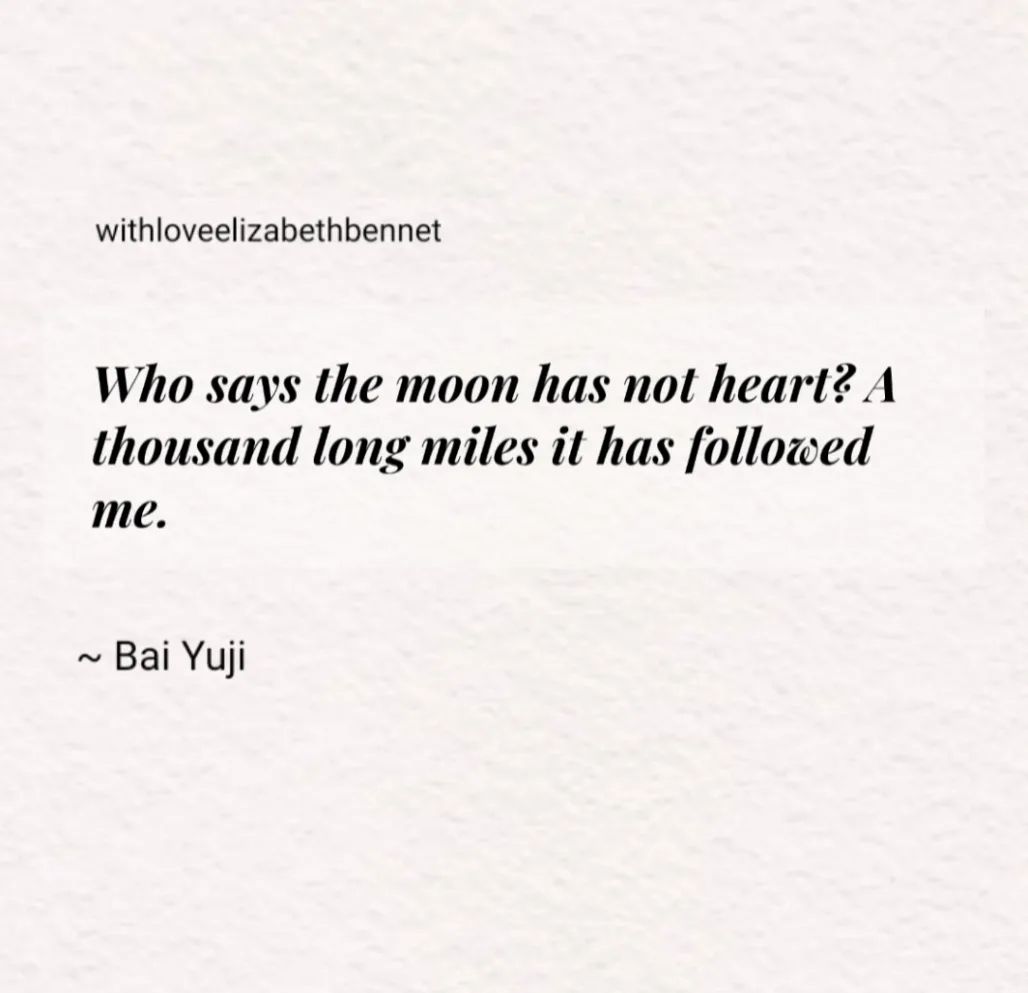 withloveelizabethbennet
Who says the moon has not heart? A
thousand long miles it has followed
me.
~ Bai Yuji